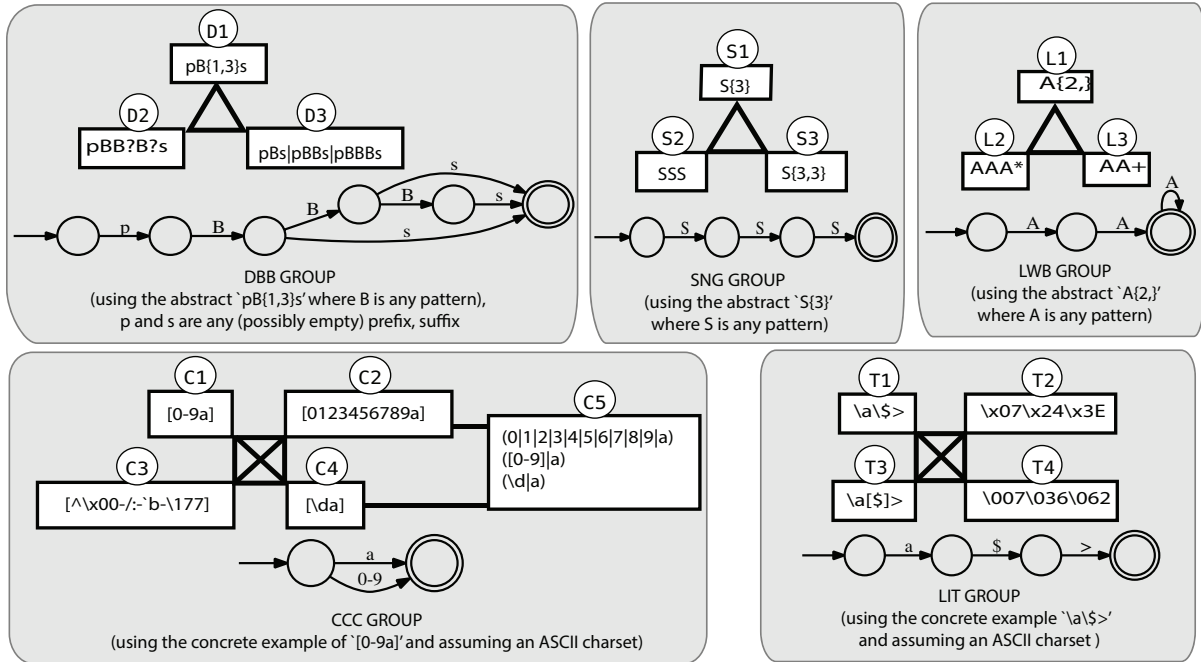 D1
pB{1,3}s
D2
pBB?B?s
D3
pBs|pBBs|pBBBs
p
B
B
B
s
s
s
DBB GROUP
(using the abstract `pB{1,3}s' where B is any pattern),
p and s are any (possibly empty) prefix, suffix
S1
S{3}
S2
SSS
S3
S{3,3}
S
S
S
SNG GROUP
(using the abstract `S{3}'
where S is any pattern)
L1
A{2,}
L2
AAA*
L3
AA+
A
A
A
LWB GROUP
(using the abstract `A{2,}'
where A is any pattern)
C1
[0-9a]
C2
[0123456789a]
C5
(0|1|2|3|4|5|6|7|8|9|a)
([0-9]|a)
(\d|a)
C3
[^\x00-/:-`b-\177]
C4
[\da]
a
0-9
CCC GROUP
(using the concrete example of `[0-9a]' and assuming an ASCII charset)
T1
\a\$>
T2
\x07\x24\x3E
T3
\a[$]>
T4
\007\036\062
a
$
>
LIT GROUP
(using the concrete example `\a\$>'
and assuming an ASCII charset )